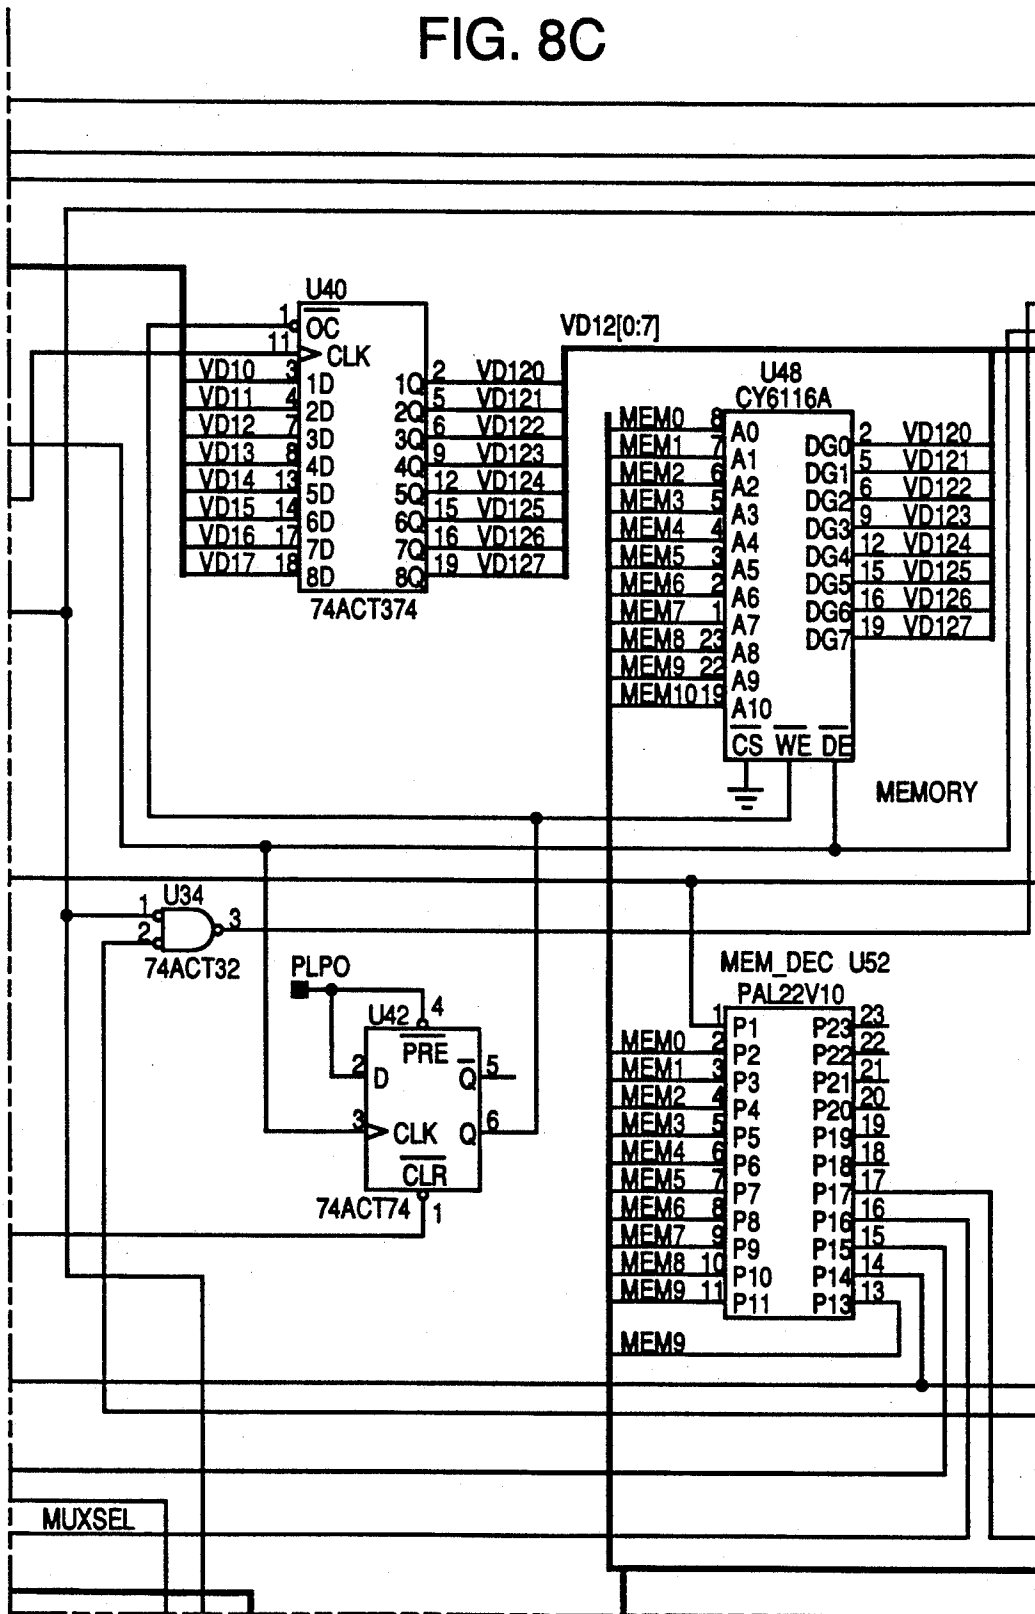 FIG. 8C
U40
1 OC
11 CLK
VD10 3 1D 1Q 2 VD120
VD11 4 2D 2Q 5 VD121
VD12 7 3D 3Q 6 VD122
VD13 8 4D 4Q 9 VD123
VD14 13 5D 5Q 12 VD124
VD15 14 6D 6Q 15 VD125
VD16 17 7D 7Q 16 VD126
VD17 18 8D 8Q 19 VD127
74ACT374
VD12[0:7]
U48
CY6116A
MEM0 8 A0 DG0 2 VD120
MEM1 7 A1 DG1 5 VD121
MEM2 6 A2 DG2 6 VD122
MEM3 5 A3 DG3 9 VD123
MEM4 4 A4 DG4 12 VD124
MEM5 3 A5 DG5 15 VD125
MEM6 2 A6 DG6 16 VD126
MEM7 1 A7 DG7 19 VD127
MEM8 23 A8
MEM9 22 A9
MEM10 19 A10
CS WE DE
MEMORY
U34
1
2 3
74ACT32
PLPO
U42 4
PRE
2 D Q 5
3 CLK Q 6
CLR
74ACT74 1
MEM_DEC U52
PAL22V10
1 P1 P23 23
MEM0 2 P2 P22 22
MEM1 3 P3 P21 21
MEM2 4 P4 P20 20
MEM3 5 P5 P19 19
MEM4 6 P6 P18 18
MEM5 7 P7 P17 17
MEM6 8 P8 P16 16
MEM7 9 P9 P15 15
MEM8 10 P10 P14 14
MEM9 11 P11 P13 13
MEM9
MUXSEL